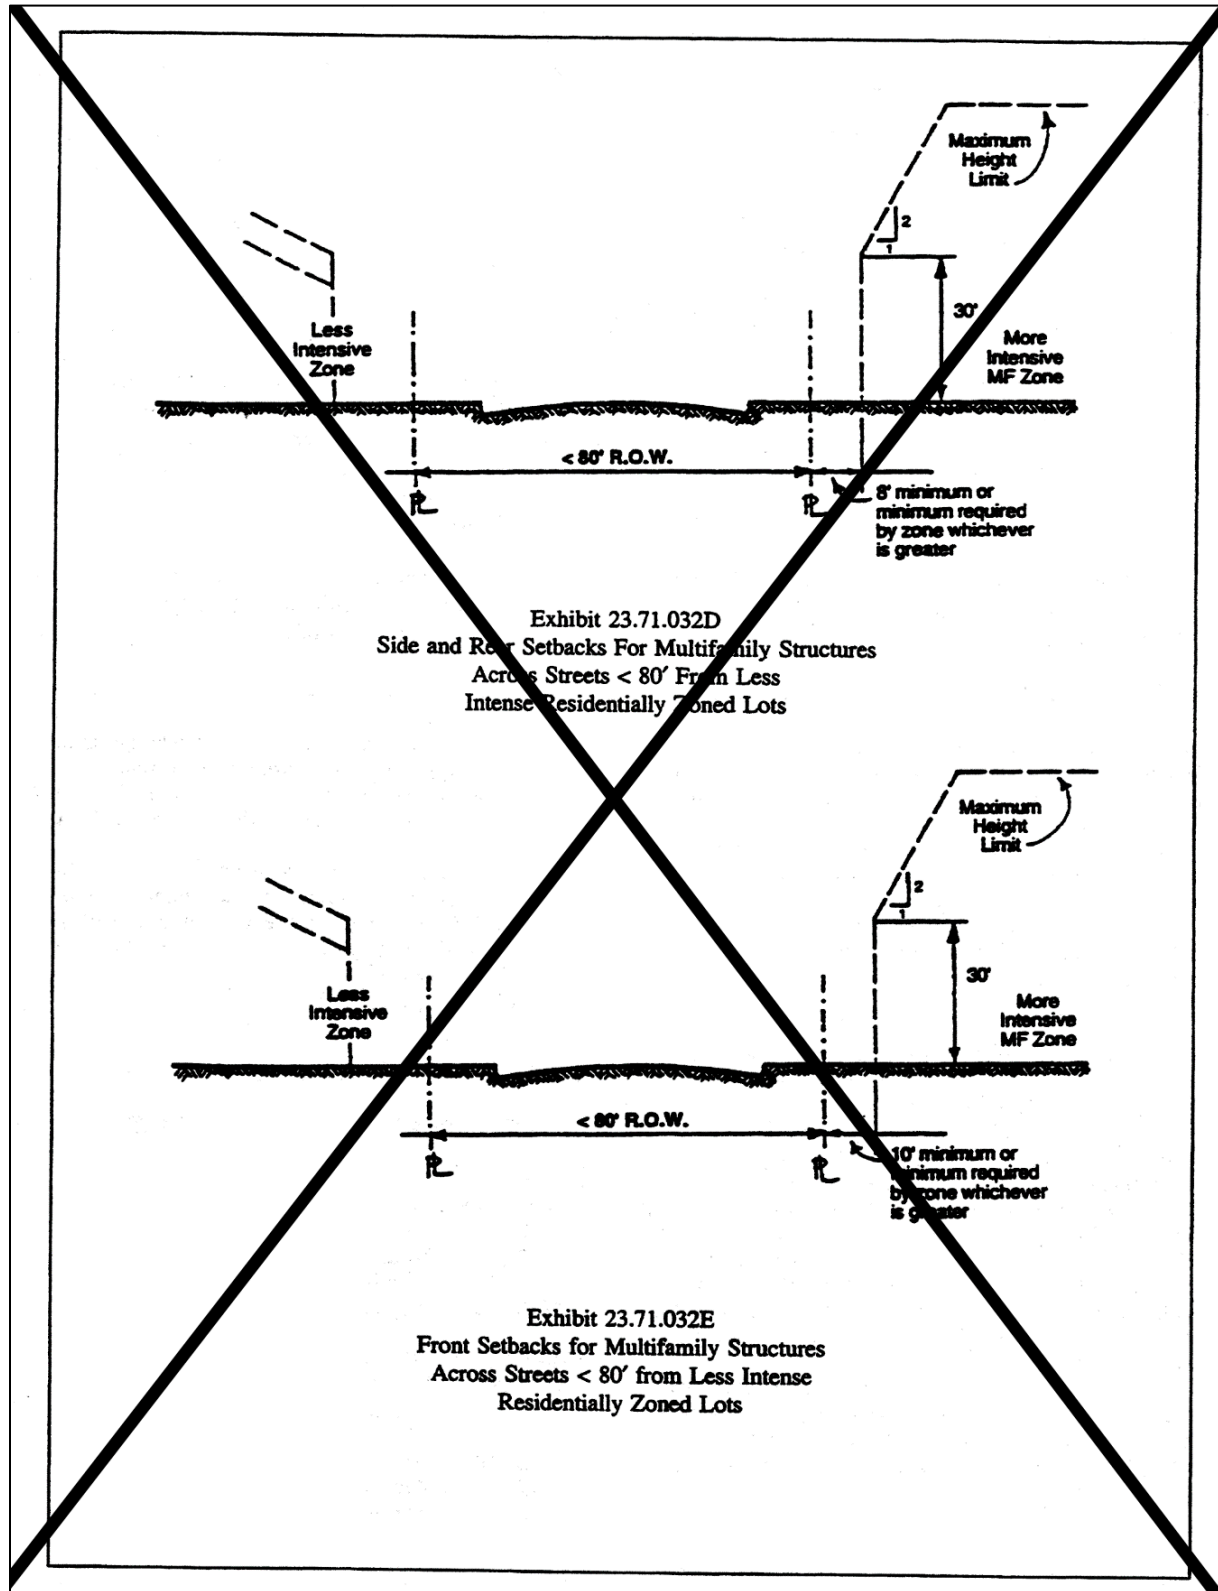 Maximum
Height
Limit
2
1
30'
Less
Intensive
Zone
More
Intensive
MF Zone
< 80' R.O.W.
PL
PL
8' minimum or
minimum required
by zone whichever
is greater
Exhibit 23.71.032D
Side and Rear Setbacks For Multifamily Structures
Across Streets < 80' From Less
Intense Residentially Zoned Lots
Maximum
Height
Limit
2
1
30'
Less
Intensive
Zone
More
Intensive
MF Zone
< 80' R.O.W.
PL
PL
10' minimum or
minimum required
by zone whichever
is greater
Exhibit 23.71.032E
Front Setbacks for Multifamily Structures
Across Streets < 80' from Less Intense
Residentially Zoned Lots